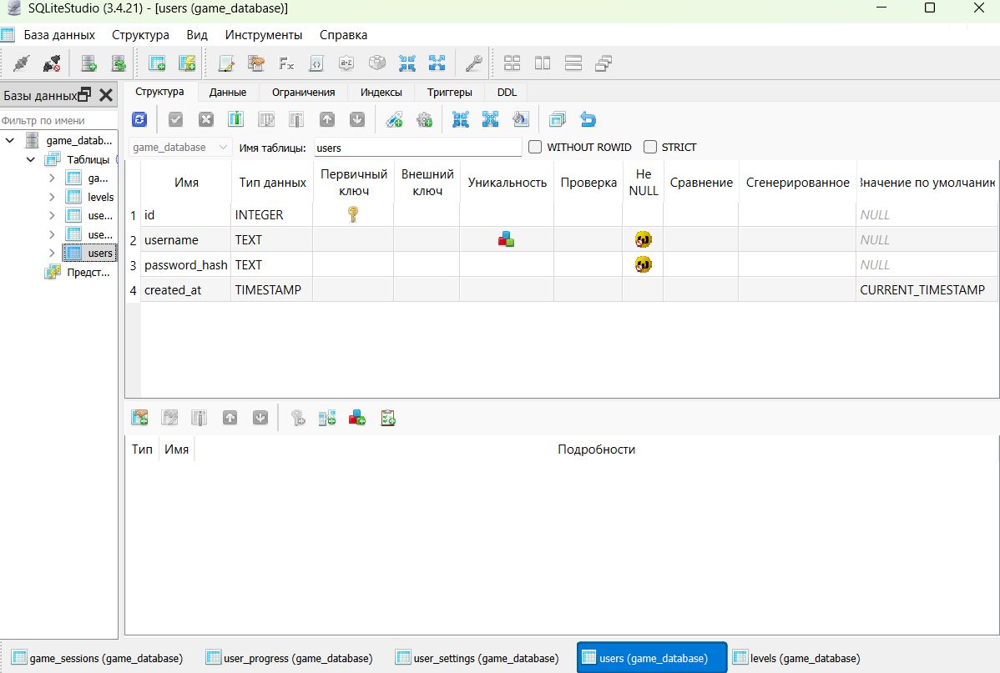 SQLiteStudio (3.4.21) - [users (game_database)]
База данных Структура Вид Инструменты Справка
Базы данных
Фильтр по имени
game_datab...
Таблицы
ga...
levels
use...
use...
users
Предст...
Структура Данные Ограничения Индексы Триггеры DDL
game_database Имя таблицы: users WITHOUT ROWID STRICT
Имя Тип данных Первичный ключ Внешний ключ Уникальность Проверка Не NULL Сравнение Сгенерированное Значение по умолчанию
1 id INTEGER NULL
2 username TEXT NULL
3 password_hash TEXT NULL
4 created_at TIMESTAMP CURRENT_TIMESTAMP
Тип Имя Подробности
game_sessions (game_database) user_progress (game_database) user_settings (game_database) users (game_database) levels (game_database)